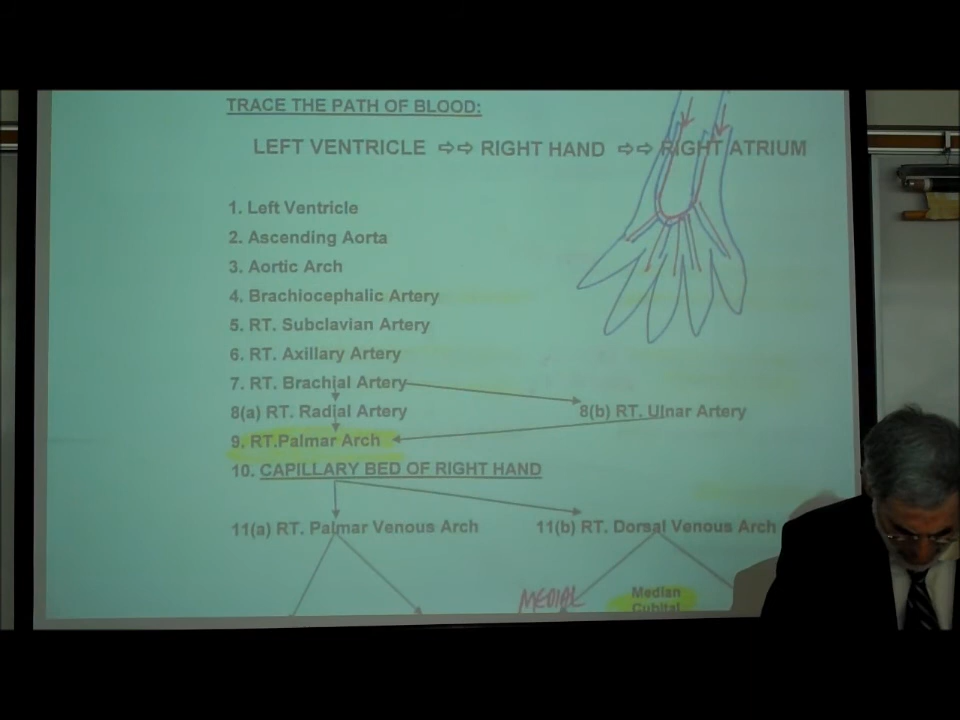 TRACE THE PATH OF BLOOD:
LEFT VENTRICLE ⇨⇨ RIGHT HAND ⇨⇨ RIGHT ATRIUM
1. Left Ventricle
2. Ascending Aorta
3. Aortic Arch
4. Brachiocephalic Artery
5. RT. Subclavian Artery
6. RT. Axillary Artery
7. RT. Brachial Artery
8(a) RT. Radial Artery 8(b) RT. Ulnar Artery
9. RT.Palmar Arch
10. CAPILLARY BED OF RIGHT HAND
11(a) RT. Palmar Venous Arch 11(b) RT. Dorsal Venous Arch
MEDIAL Median
Cubital